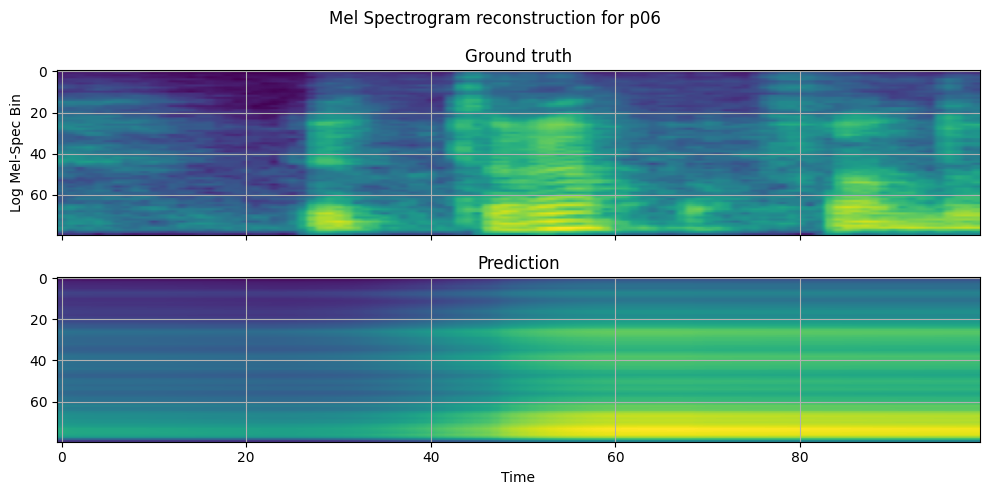 Mel Spectrogram reconstruction for p06
Ground truth
0
20
40
60
Log Mel-Spec Bin
Prediction
0
20
40
60
0 20 40 60 80
Time